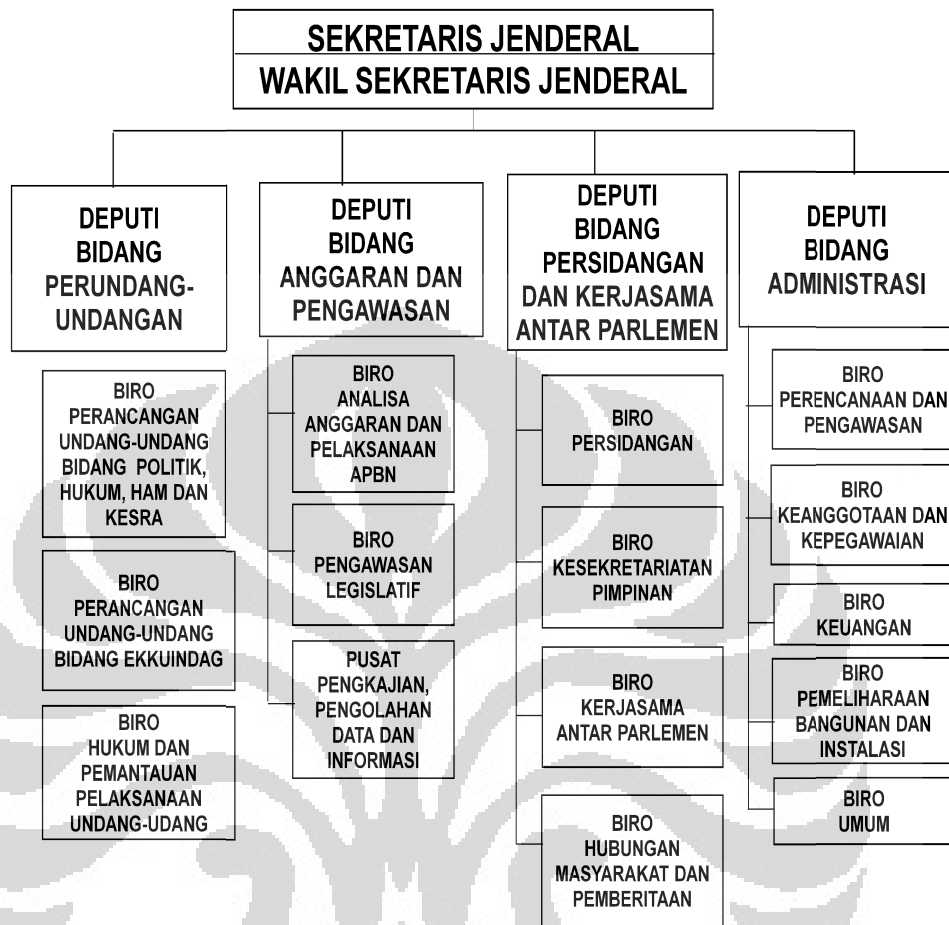 SEKRETARIS JENDERAL
WAKIL SEKRETARIS JENDERAL
DEPUTI
BIDANG
PERUNDANG-
UNDANGAN
BIRO
PERANCANGAN
UNDANG-UNDANG
BIDANG POLITIK,
HUKUM, HAM DAN
KESRA
BIRO
PERANCANGAN
UNDANG-UNDANG
BIDANG EKKUINDAG
BIRO
HUKUM DAN
PEMANTAUAN
PELAKSANAAN
UNDANG-UDANG
DEPUTI
BIDANG
ANGGARAN DAN
PENGAWASAN
BIRO
ANALISA
ANGGARAN DAN
PELAKSANAAN
APBN
BIRO
PENGAWASAN
LEGISLATIF
PUSAT
PENGKAJIAN,
PENGOLAHAN
DATA DAN
INFORMASI
DEPUTI
BIDANG
PERSIDANGAN
DAN KERJASAMA
ANTAR PARLEMEN
BIRO
PERSIDANGAN
BIRO
KESEKRETARIATAN
PIMPINAN
BIRO
KERJASAMA
ANTAR PARLEMEN
BIRO
HUBUNGAN
MASYARAKAT DAN
PEMBERITAAN
DEPUTI
BIDANG
ADMINISTRASI
BIRO
PERENCANAAN DAN
PENGAWASAN
BIRO
KEANGGOTAAN DAN
KEPEGAWAIAN
BIRO
KEUANGAN
BIRO
PEMELIHARAAN
BANGUNAN DAN
INSTALASI
BIRO
UMUM